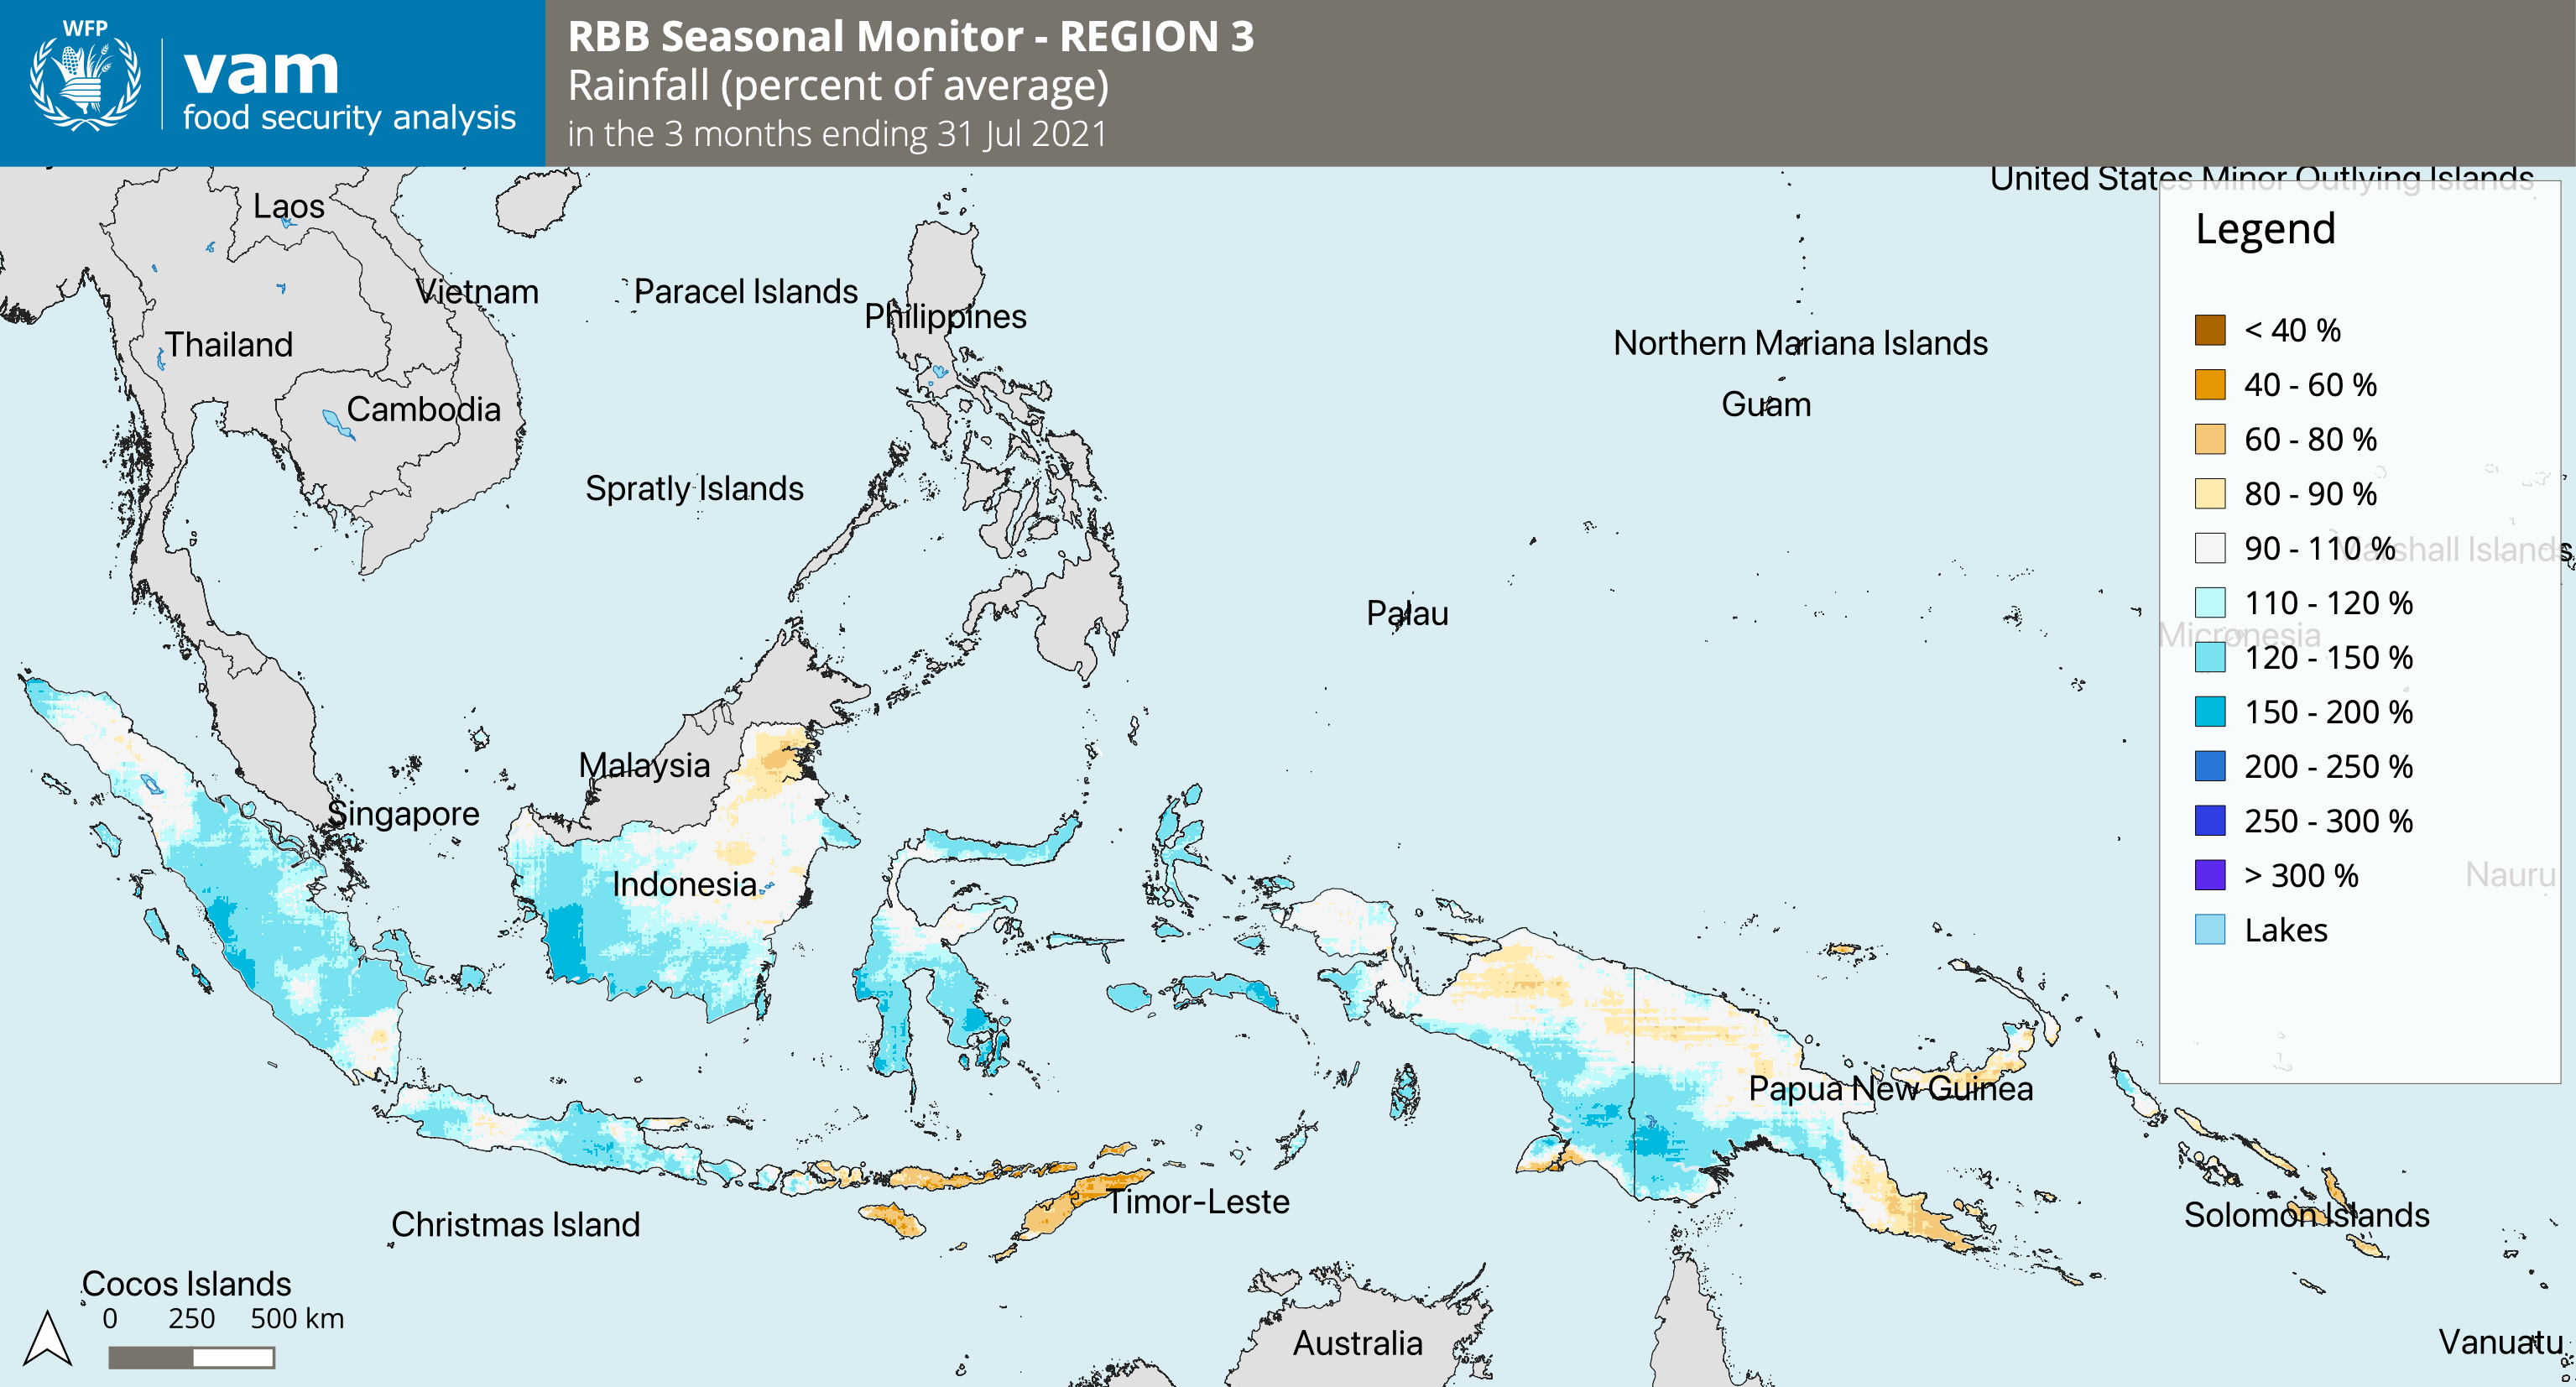 WFP
vam
food security analysis
RBB Seasonal Monitor - REGION 3
Rainfall (percent of average)
in the 3 months ending 31 Jul 2021
United States Minor Outlying Islands
Laos
Vietnam
Paracel Islands
Philippines
Thailand
Northern Mariana Islands
Cambodia
Guam
Spratly Islands
Palau
Marshall Islands
Micronesia
Malaysia
Singapore
Indonesia
Nauru
Papua New Guinea
Timor-Leste
Christmas Island
Solomon Islands
Cocos Islands
Australia
Vanuatu
0 250 500 km
Legend
< 40 %
40 - 60 %
60 - 80 %
80 - 90 %
90 - 110 %
110 - 120 %
120 - 150 %
150 - 200 %
200 - 250 %
250 - 300 %
> 300 %
Lakes